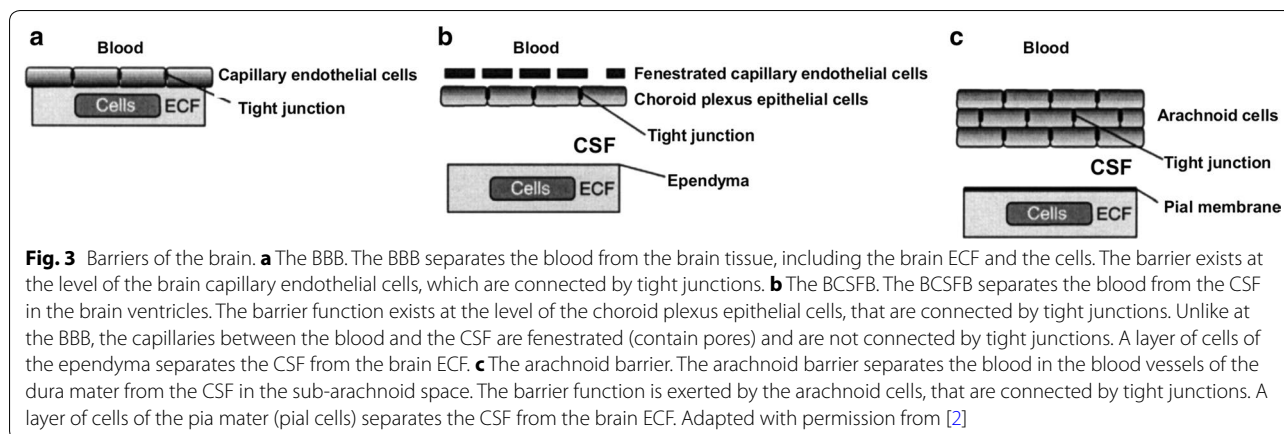 a
Blood
Capillary endothelial cells
Tight junction
Cells ECF
b
Blood
Fenestrated capillary endothelial cells
Choroid plexus epithelial cells
Tight junction
CSF
Ependyma
Cells ECF
c
Blood
Arachnoid cells
Tight junction
CSF
Pial membrane
Cells ECF
Fig. 3 Barriers of the brain. a The BBB. The BBB separates the blood from the brain tissue, including the brain ECF and the cells. The barrier exists at
the level of the brain capillary endothelial cells, which are connected by tight junctions. b The BCSFB. The BCSFB separates the blood from the CSF
in the brain ventricles. The barrier function exists at the level of the choroid plexus epithelial cells, that are connected by tight junctions. Unlike at
the BBB, the capillaries between the blood and the CSF are fenestrated (contain pores) and are not connected by tight junctions. A layer of cells of
the ependyma separates the CSF from the brain ECF. c The arachnoid barrier. The arachnoid barrier separates the blood in the blood vessels of the
dura mater from the CSF in the sub-arachnoid space. The barrier function is exerted by the arachnoid cells, that are connected by tight junctions. A
layer of cells of the pia mater (pial cells) separates the CSF from the brain ECF. Adapted with permission from [2]